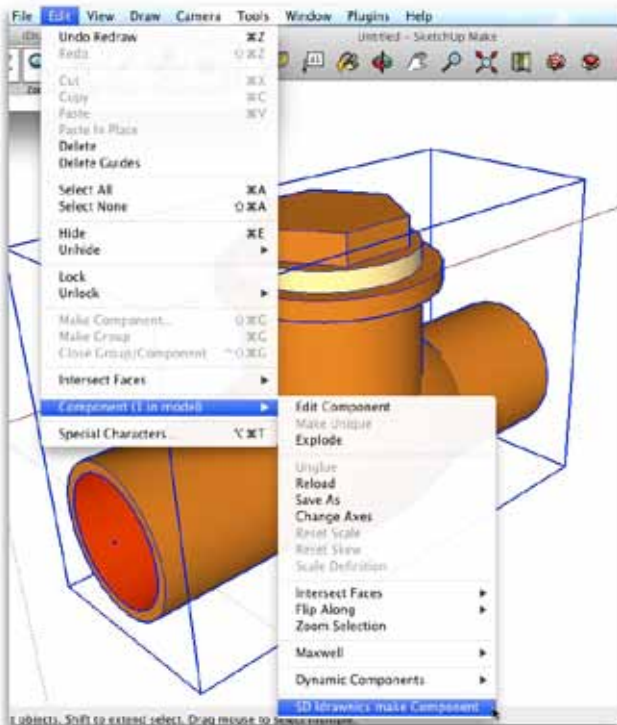 File Edit View Draw Camera Tools Window Plugins Help
Untitled - SketchUp Make
Undo Redraw ⌘Z
Redo ⇧⌘Z
Cut ⌘X
Copy ⌘C
Paste ⌘V
Paste In Place
Delete
Delete Guides
Select All ⌘A
Select None ⇧⌘A
Hide ⌘E
Unhide
Lock
Unlock
Make Component... ⇧⌘G
Make Group ⌘G
Close Group/Component ⌃⇧⌘G
Intersect Faces
Component (1 in model)
Special Characters... ⌥⌘T
Edit Component
Make Unique
Explode
Unglue
Reload
Save As
Change Axes
Reset Scale
Reset Skew
Scale Definition
Intersect Faces
Flip Along
Zoom Selection
Maxwell
Dynamic Components
SD Idrawnics make Component
t objects. Shift to extend select. Drag mouse to select multiple.